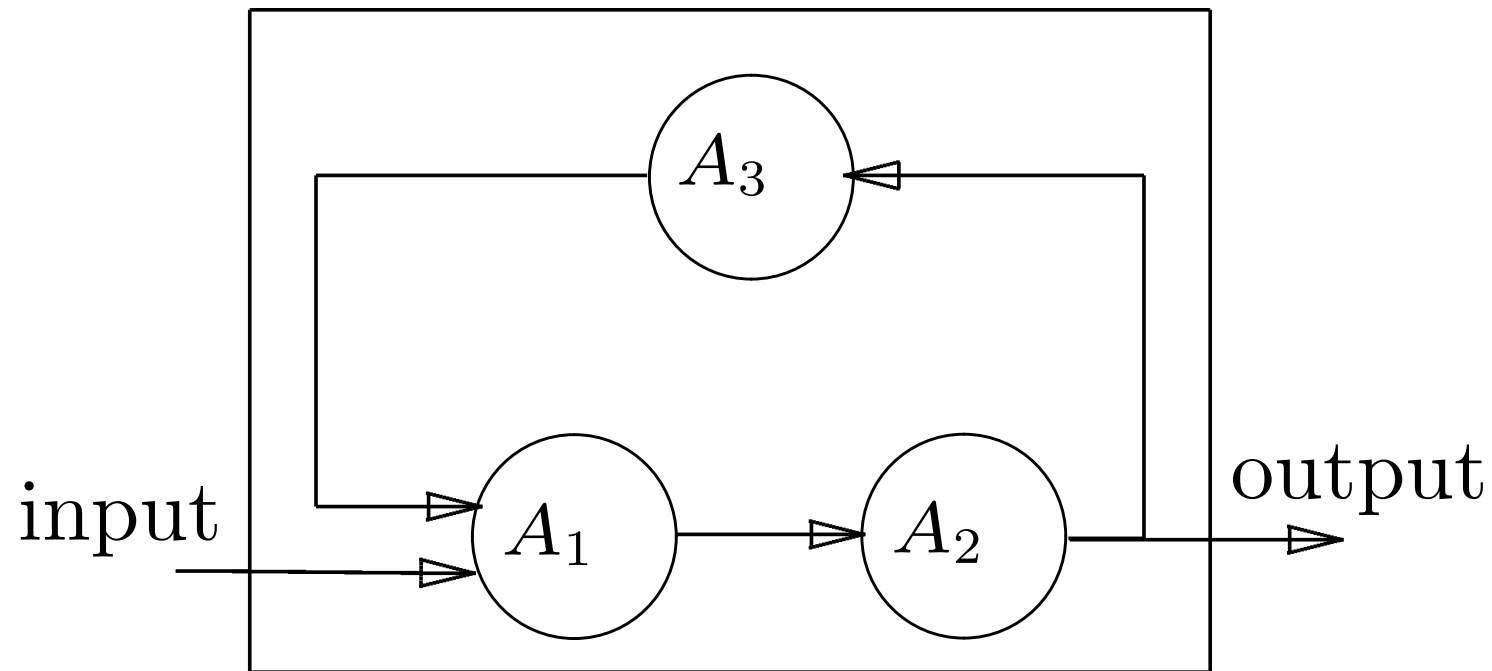 A₃
input
A₁
A₂
output